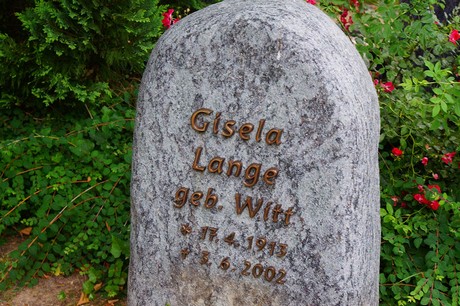 Gisela
Lange
geb. Witt
* 17. 4. 1913
+ 3. 6. 2002